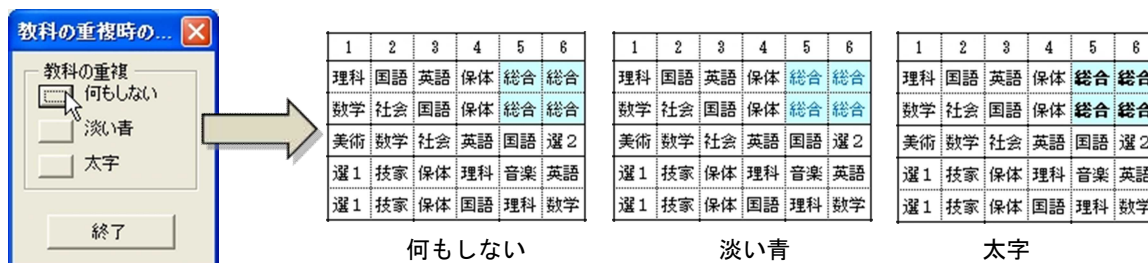 教科の重複時の...
教科の重複
何もしない
淡い青
太字
終了
1 2 3 4 5 6
理科 国語 英語 保体 総合 総合
数学 社会 国語 保体 総合 総合
美術 数学 社会 英語 国語 選2
選1 技家 保体 理科 音楽 英語
選1 技家 保体 国語 理科 数学
何もしない
1 2 3 4 5 6
理科 国語 英語 保体 総合 総合
数学 社会 国語 保体 総合 総合
美術 数学 社会 英語 国語 選2
選1 技家 保体 理科 音楽 英語
選1 技家 保体 国語 理科 数学
淡い青
1 2 3 4 5 6
理科 国語 英語 保体 総合 総合
数学 社会 国語 保体 総合 総合
美術 数学 社会 英語 国語 選2
選1 技家 保体 理科 音楽 英語
選1 技家 保体 国語 理科 数学
太字